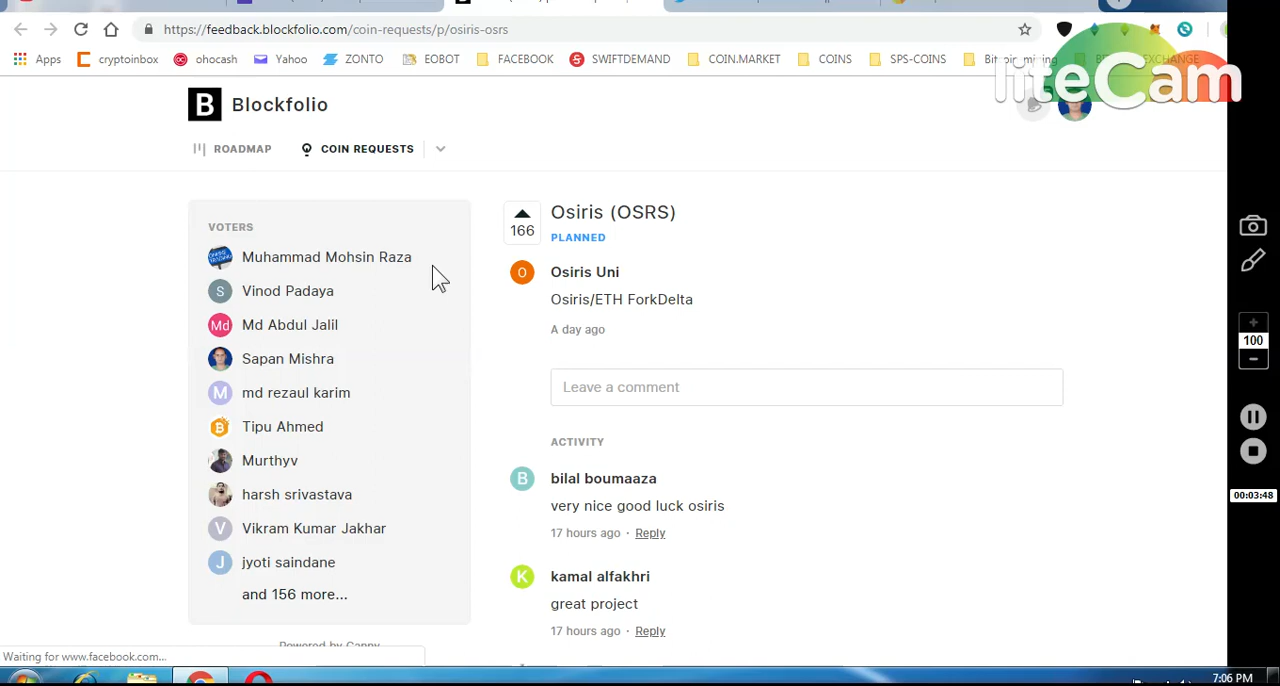 https://feedback.blockfolio.com/coin-requests/p/osiris-osrs
Apps cryptoinbox ohocash Yahoo ZONTO EOBOT FACEBOOK SWIFTDEMAND COIN.MARKET COINS SPS-COINS
liteCam
B Blockfolio
ROADMAP COIN REQUESTS
VOTERS
Muhammad Mohsin Raza
S Vinod Padaya
Md Md Abdul Jalil
Sapan Mishra
M md rezaul karim
Tipu Ahmed
Murthyv
harsh srivastava
V Vikram Kumar Jakhar
J jyoti saindane
and 156 more...
Powered by Canny
166
Osiris (OSRS)
PLANNED
O Osiris Uni
Osiris/ETH ForkDelta
A day ago
Leave a comment
ACTIVITY
B bilal boumaaza
very nice good luck osiris
17 hours ago · Reply
K kamal alfakhri
great project
17 hours ago · Reply
+
100
−
00:03:48
Waiting for www.facebook.com...
7:06 PM